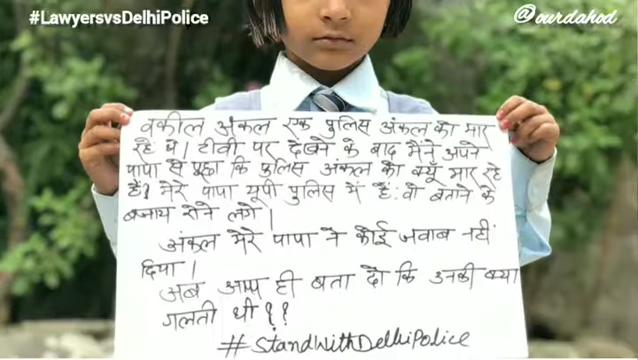 #LawyersvsDelhiPolice
@ourdahod
वकील अंकल एक पुलिस अंकल को मार
रहे थे। टीवी पर देखने के बाद मैंने अपने
पापा से पूछा कि पुलिस अंकल को क्यूँ मार रहे
हैं? मेरे पापा यूपी पुलिस में हैं: वो बताने के
बजाय रोने लगे।
अंकल मेरे पापा ने कोई जवाब नहीं
दिया।
अब आप ही बता दो कि उनकी क्या
गलती थी??
#StandWithDelhiPolice